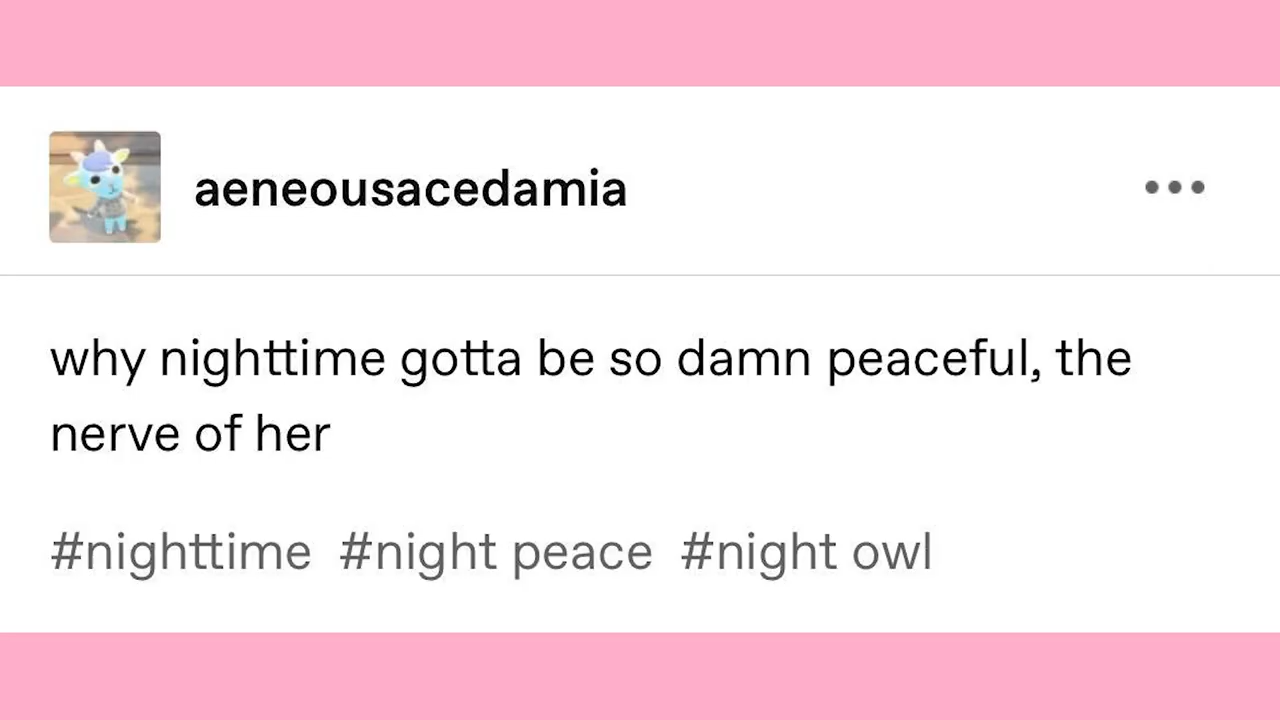 aeneousacedamia
why nighttime gotta be so damn peaceful, the
nerve of her
#nighttime #night peace #night owl